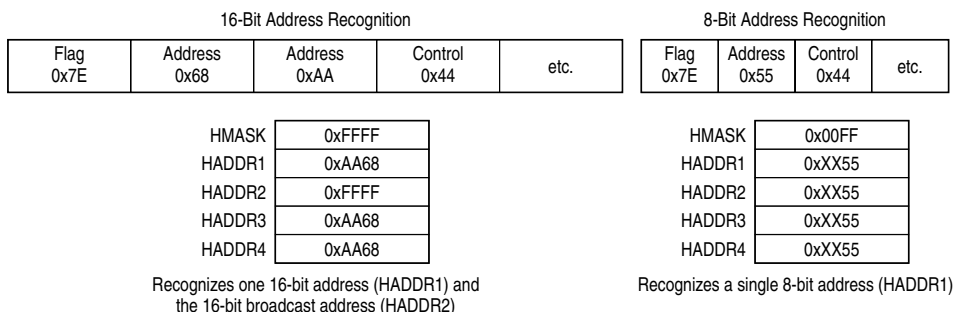 16-Bit Address Recognition
Flag 0x7E
Address 0x68
Address 0xAA
Control 0x44
etc.
HMASK 0xFFFF
HADDR1 0xAA68
HADDR2 0xFFFF
HADDR3 0xAA68
HADDR4 0xAA68
Recognizes one 16-bit address (HADDR1) and
the 16-bit broadcast address (HADDR2)
8-Bit Address Recognition
Flag 0x7E
Address 0x55
Control 0x44
etc.
HMASK 0x00FF
HADDR1 0xXX55
HADDR2 0xXX55
HADDR3 0xXX55
HADDR4 0xXX55
Recognizes a single 8-bit address (HADDR1)